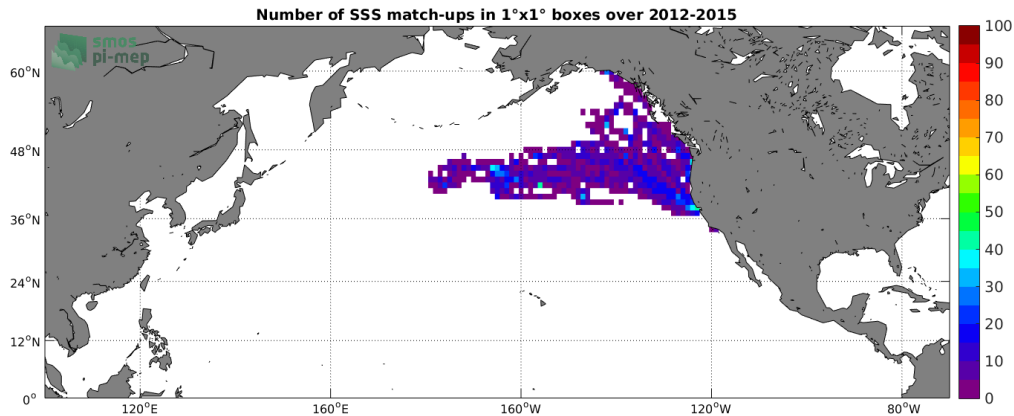 Number of SSS match-ups in 1°x1° boxes over 2012-2015
smos
pi-mep
60°N
48°N
36°N
24°N
12°N
0°
120°E
160°E
160°W
120°W
80°W
100
90
80
70
60
50
40
30
20
10
0